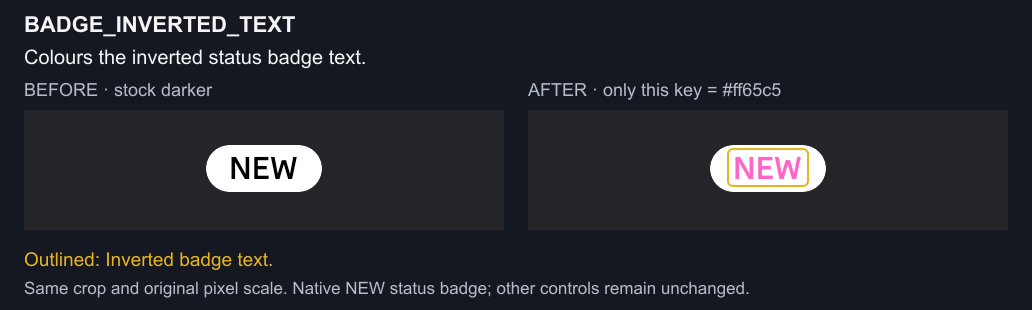 BADGE_INVERTED_TEXT
Colours the inverted status badge text.
BEFORE · stock darker
AFTER · only this key = #ff65c5
NEW
NEW
Outlined: Inverted badge text.
Same crop and original pixel scale. Native NEW status badge; other controls remain unchanged.